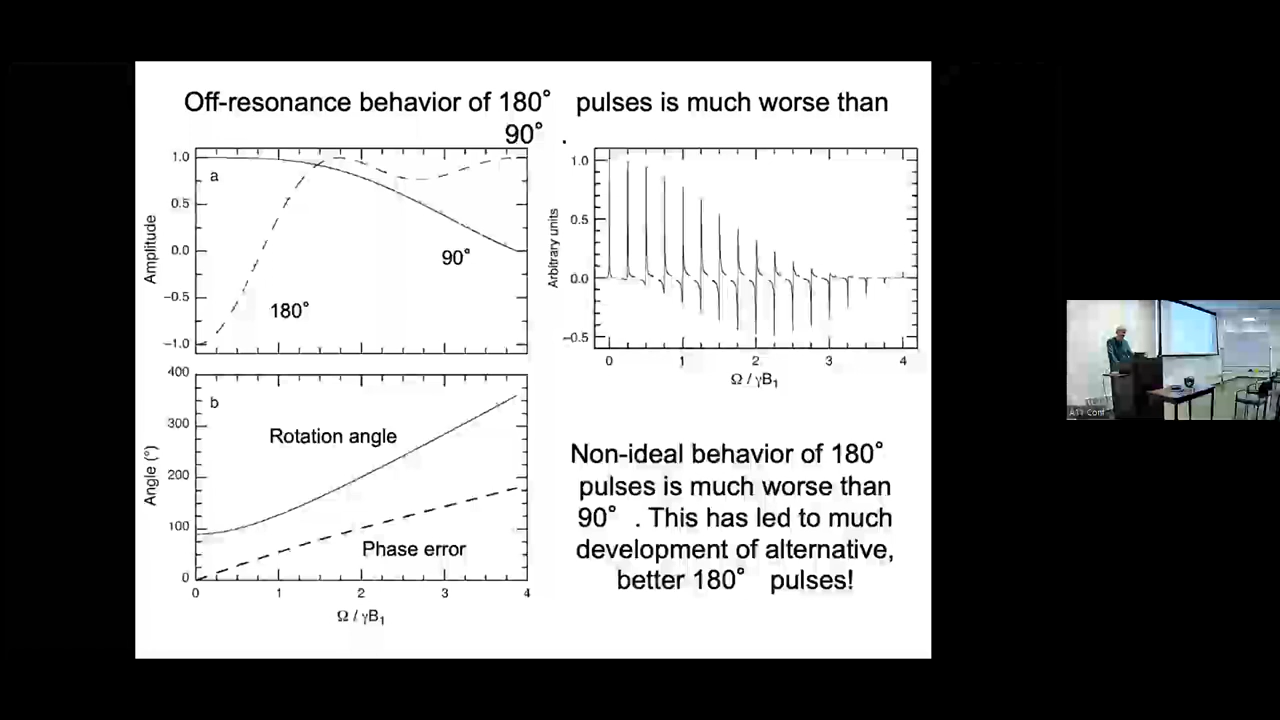 Off-resonance behavior of 180° pulses is much worse than
90° .
1.0
0.5
0.0
−0.5
−1.0
Amplitude
a
90°
180°
1.0
0.5
0.0
−0.5
Arbitrary units
0 1 2 3 4
Ω / γB1
400
300
200
100
0
Angle (°)
b
Rotation angle
Phase error
0 1 2 3 4
Ω / γB1
Non-ideal behavior of 180°
pulses is much worse than
90° . This has led to much
development of alternative,
better 180° pulses!
A11 Conf